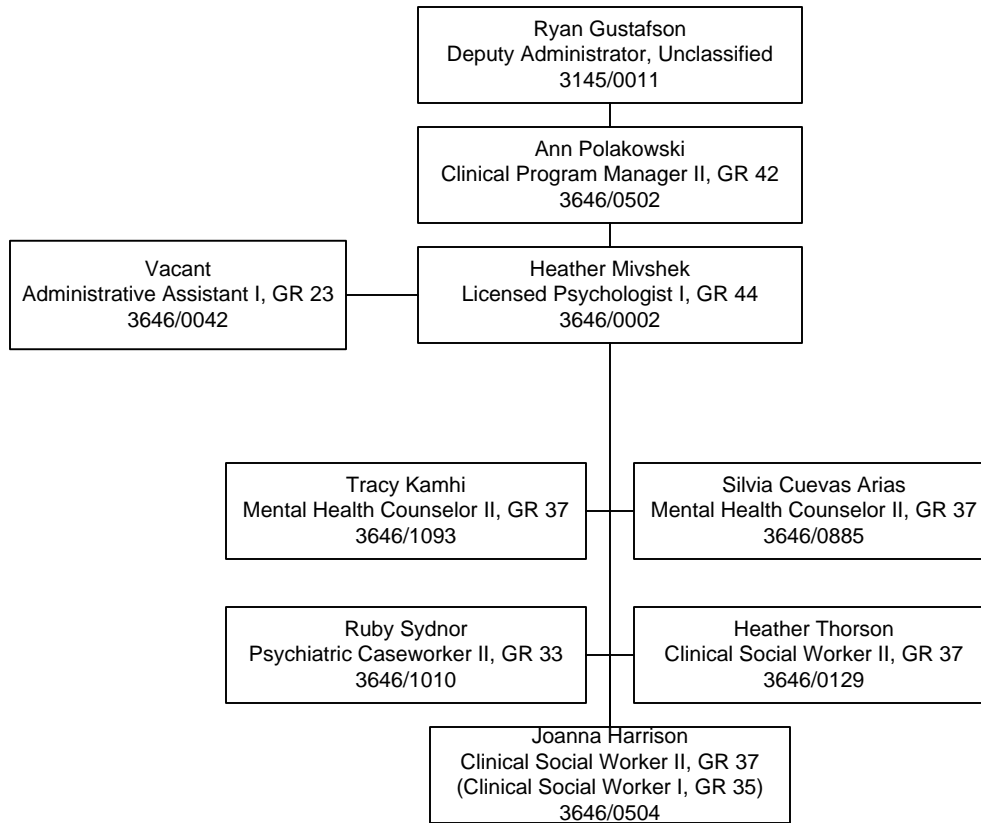 Ryan Gustafson
Deputy Administrator, Unclassified
3145/0011
Ann Polakowski
Clinical Program Manager II, GR 42
3646/0502
Vacant
Administrative Assistant I, GR 23
3646/0042
Heather Mivshek
Licensed Psychologist I, GR 44
3646/0002
Tracy Kamhi
Mental Health Counselor II, GR 37
3646/1093
Silvia Cuevas Arias
Mental Health Counselor II, GR 37
3646/0885
Ruby Sydnor
Psychiatric Caseworker II, GR 33
3646/1010
Heather Thorson
Clinical Social Worker II, GR 37
3646/0129
Joanna Harrison
Clinical Social Worker II, GR 37
(Clinical Social Worker I, GR 35)
3646/0504